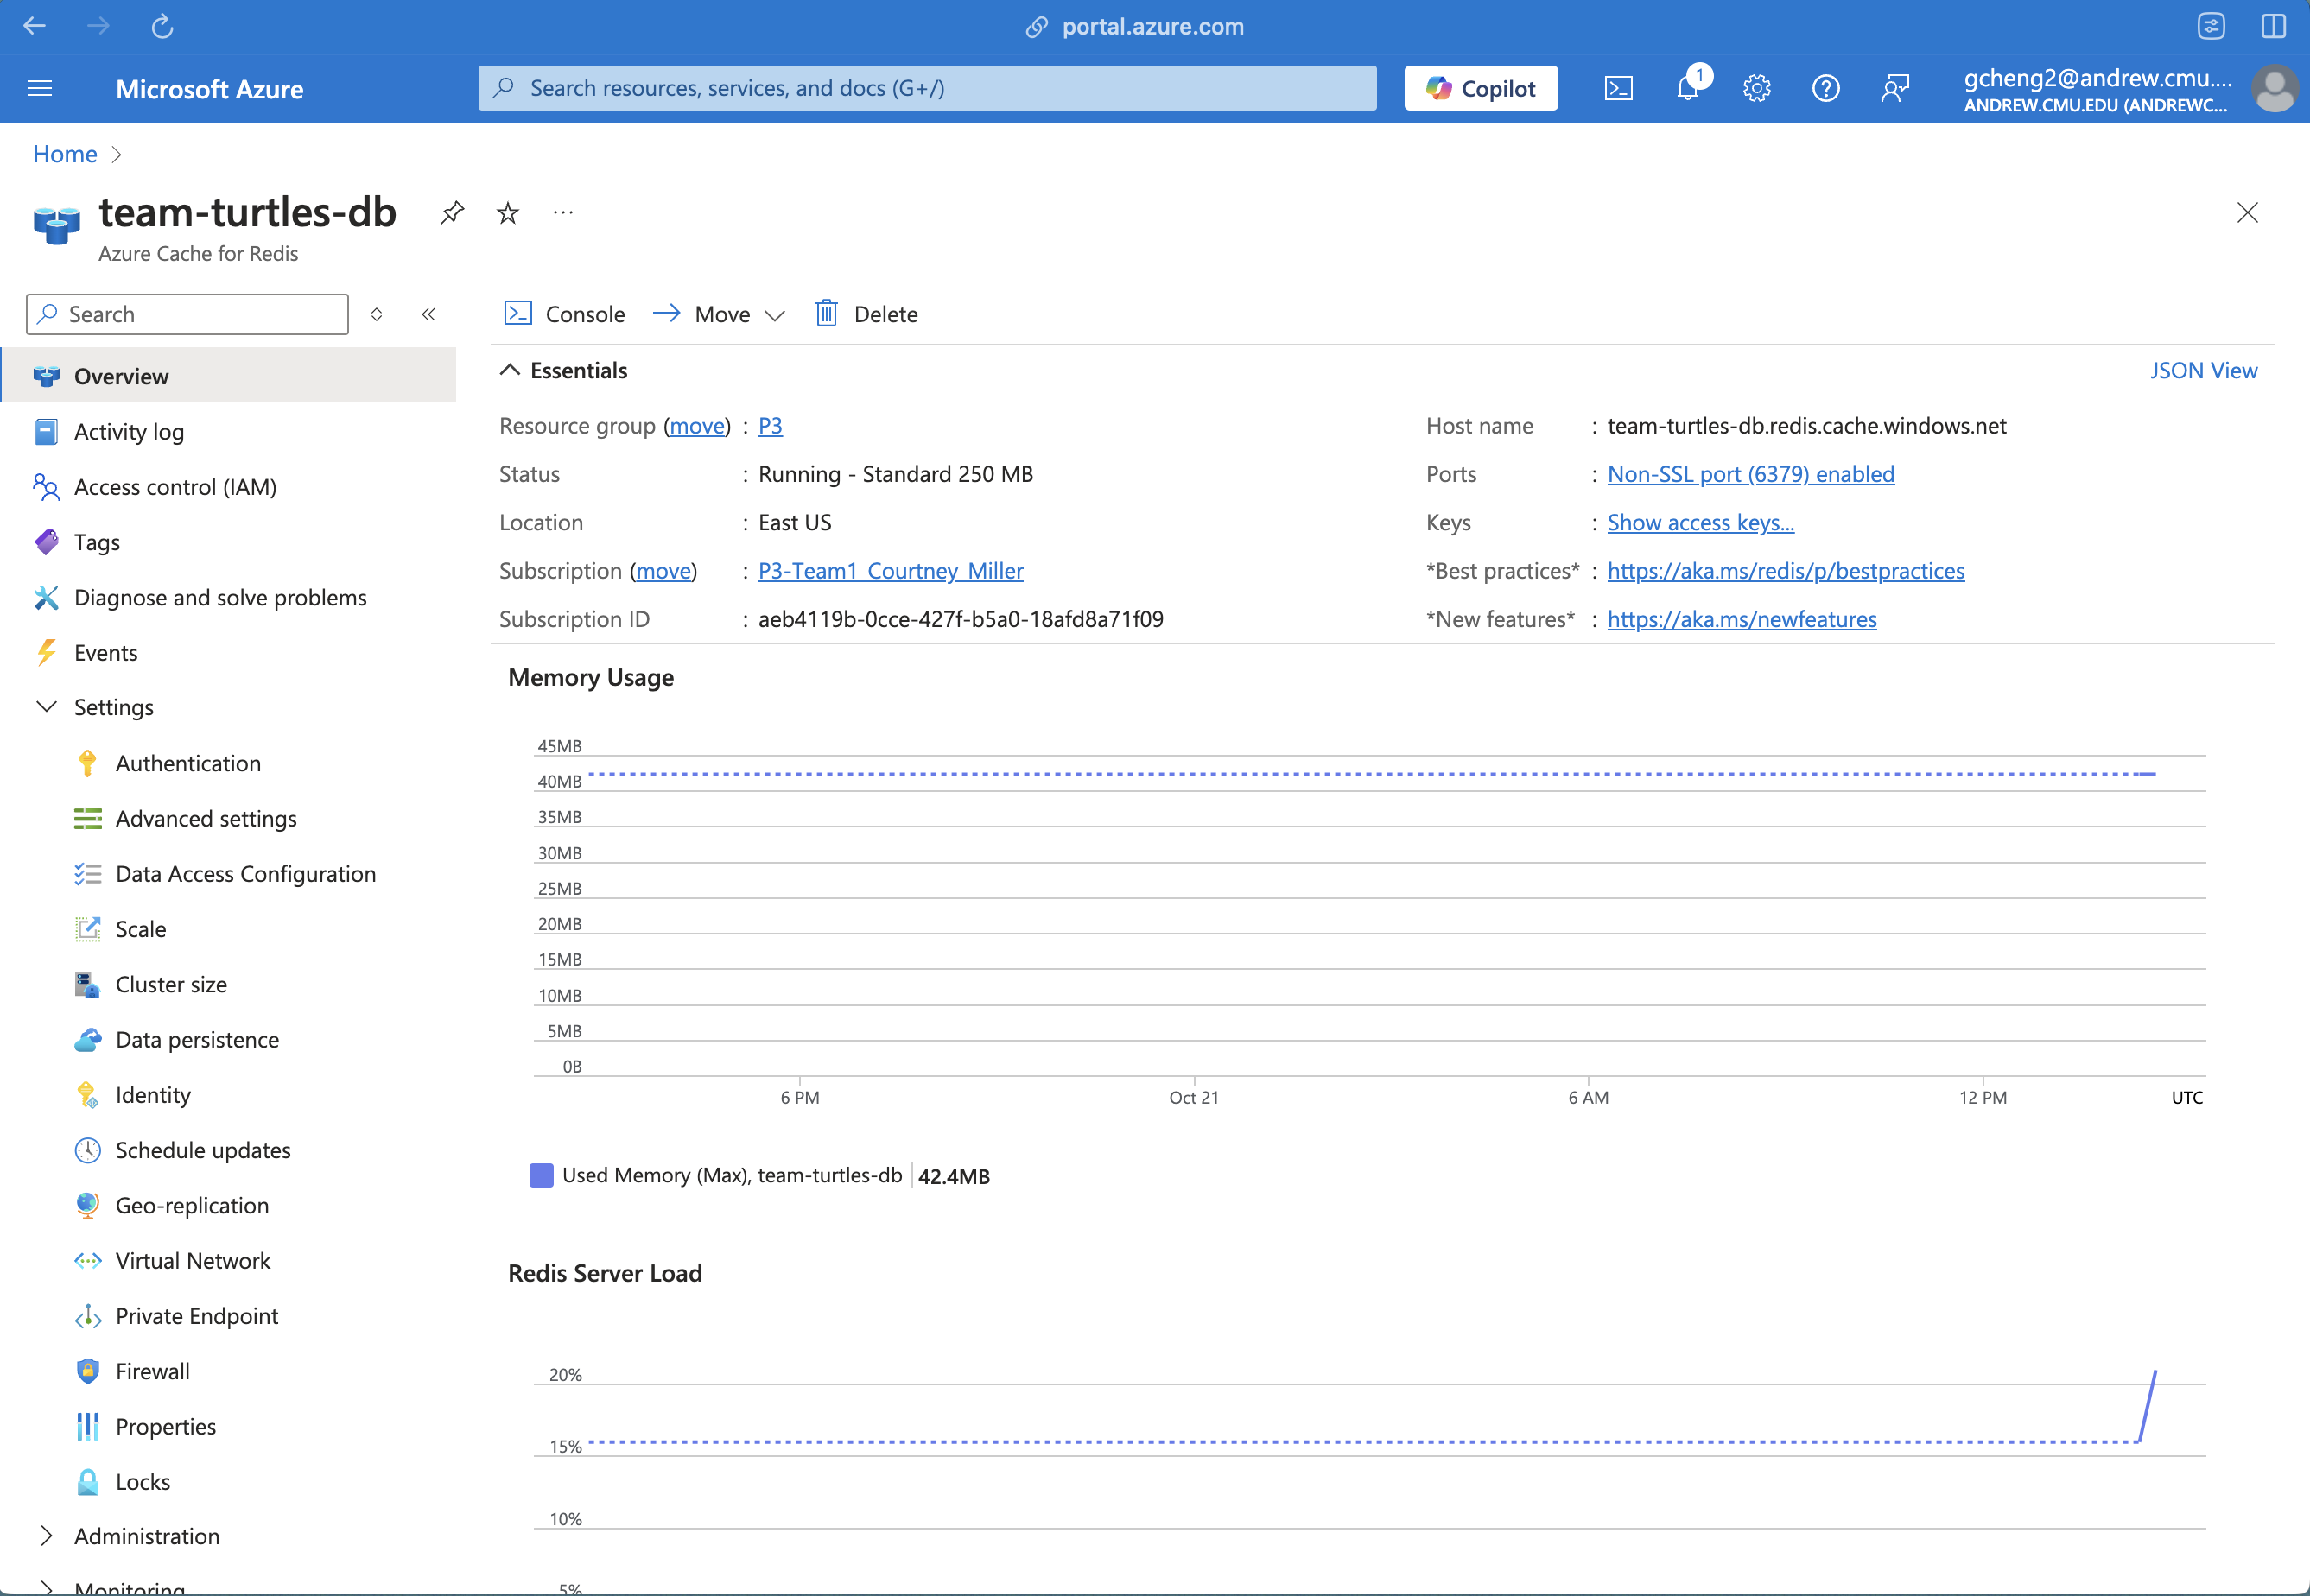 portal.azure.com
Microsoft Azure
Search resources, services, and docs (G+/)
Copilot
1
gcheng2@andrew.cmu....
ANDREW.CMU.EDU (ANDREWC...
Home
team-turtles-db
Azure Cache for Redis
Search
Console
Move
Delete
Overview
Activity log
Access control (IAM)
Tags
Diagnose and solve problems
Events
Settings
Authentication
Advanced settings
Data Access Configuration
Scale
Cluster size
Data persistence
Identity
Schedule updates
Geo-replication
Virtual Network
Private Endpoint
Firewall
Properties
Locks
Administration
Monitoring
Essentials
JSON View
Resource group (move) : P3
Status : Running - Standard 250 MB
Location : East US
Subscription (move) : P3-Team1_Courtney_Miller
Subscription ID : aeb4119b-0cce-427f-b5a0-18afd8a71f09
Host name : team-turtles-db.redis.cache.windows.net
Ports : Non-SSL port (6379) enabled
Keys : Show access keys...
*Best practices* : https://aka.ms/redis/p/bestpractices
*New features* : https://aka.ms/newfeatures
Memory Usage
45MB
40MB
35MB
30MB
25MB
20MB
15MB
10MB
5MB
0B
6 PM Oct 21 6 AM 12 PM UTC
Used Memory (Max), team-turtles-db 42.4MB
Redis Server Load
20%
15%
10%
5%